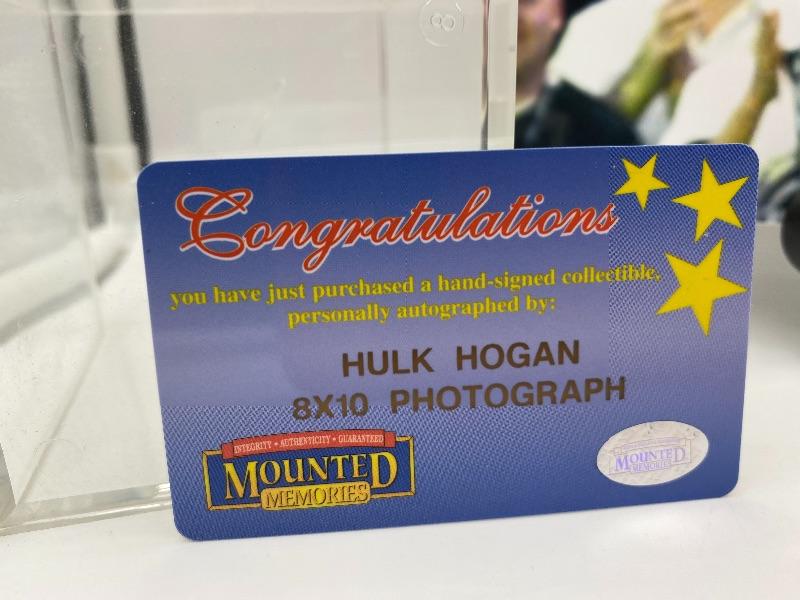 8
Congratulations
you have just purchased a hand-signed collectible,
personally autographed by:
HULK HOGAN
8X10 PHOTOGRAPH
INTEGRITY • AUTHENTICITY • GUARANTEED
MOUNTED
MEMORIES
MOUNTED
MEMORIES